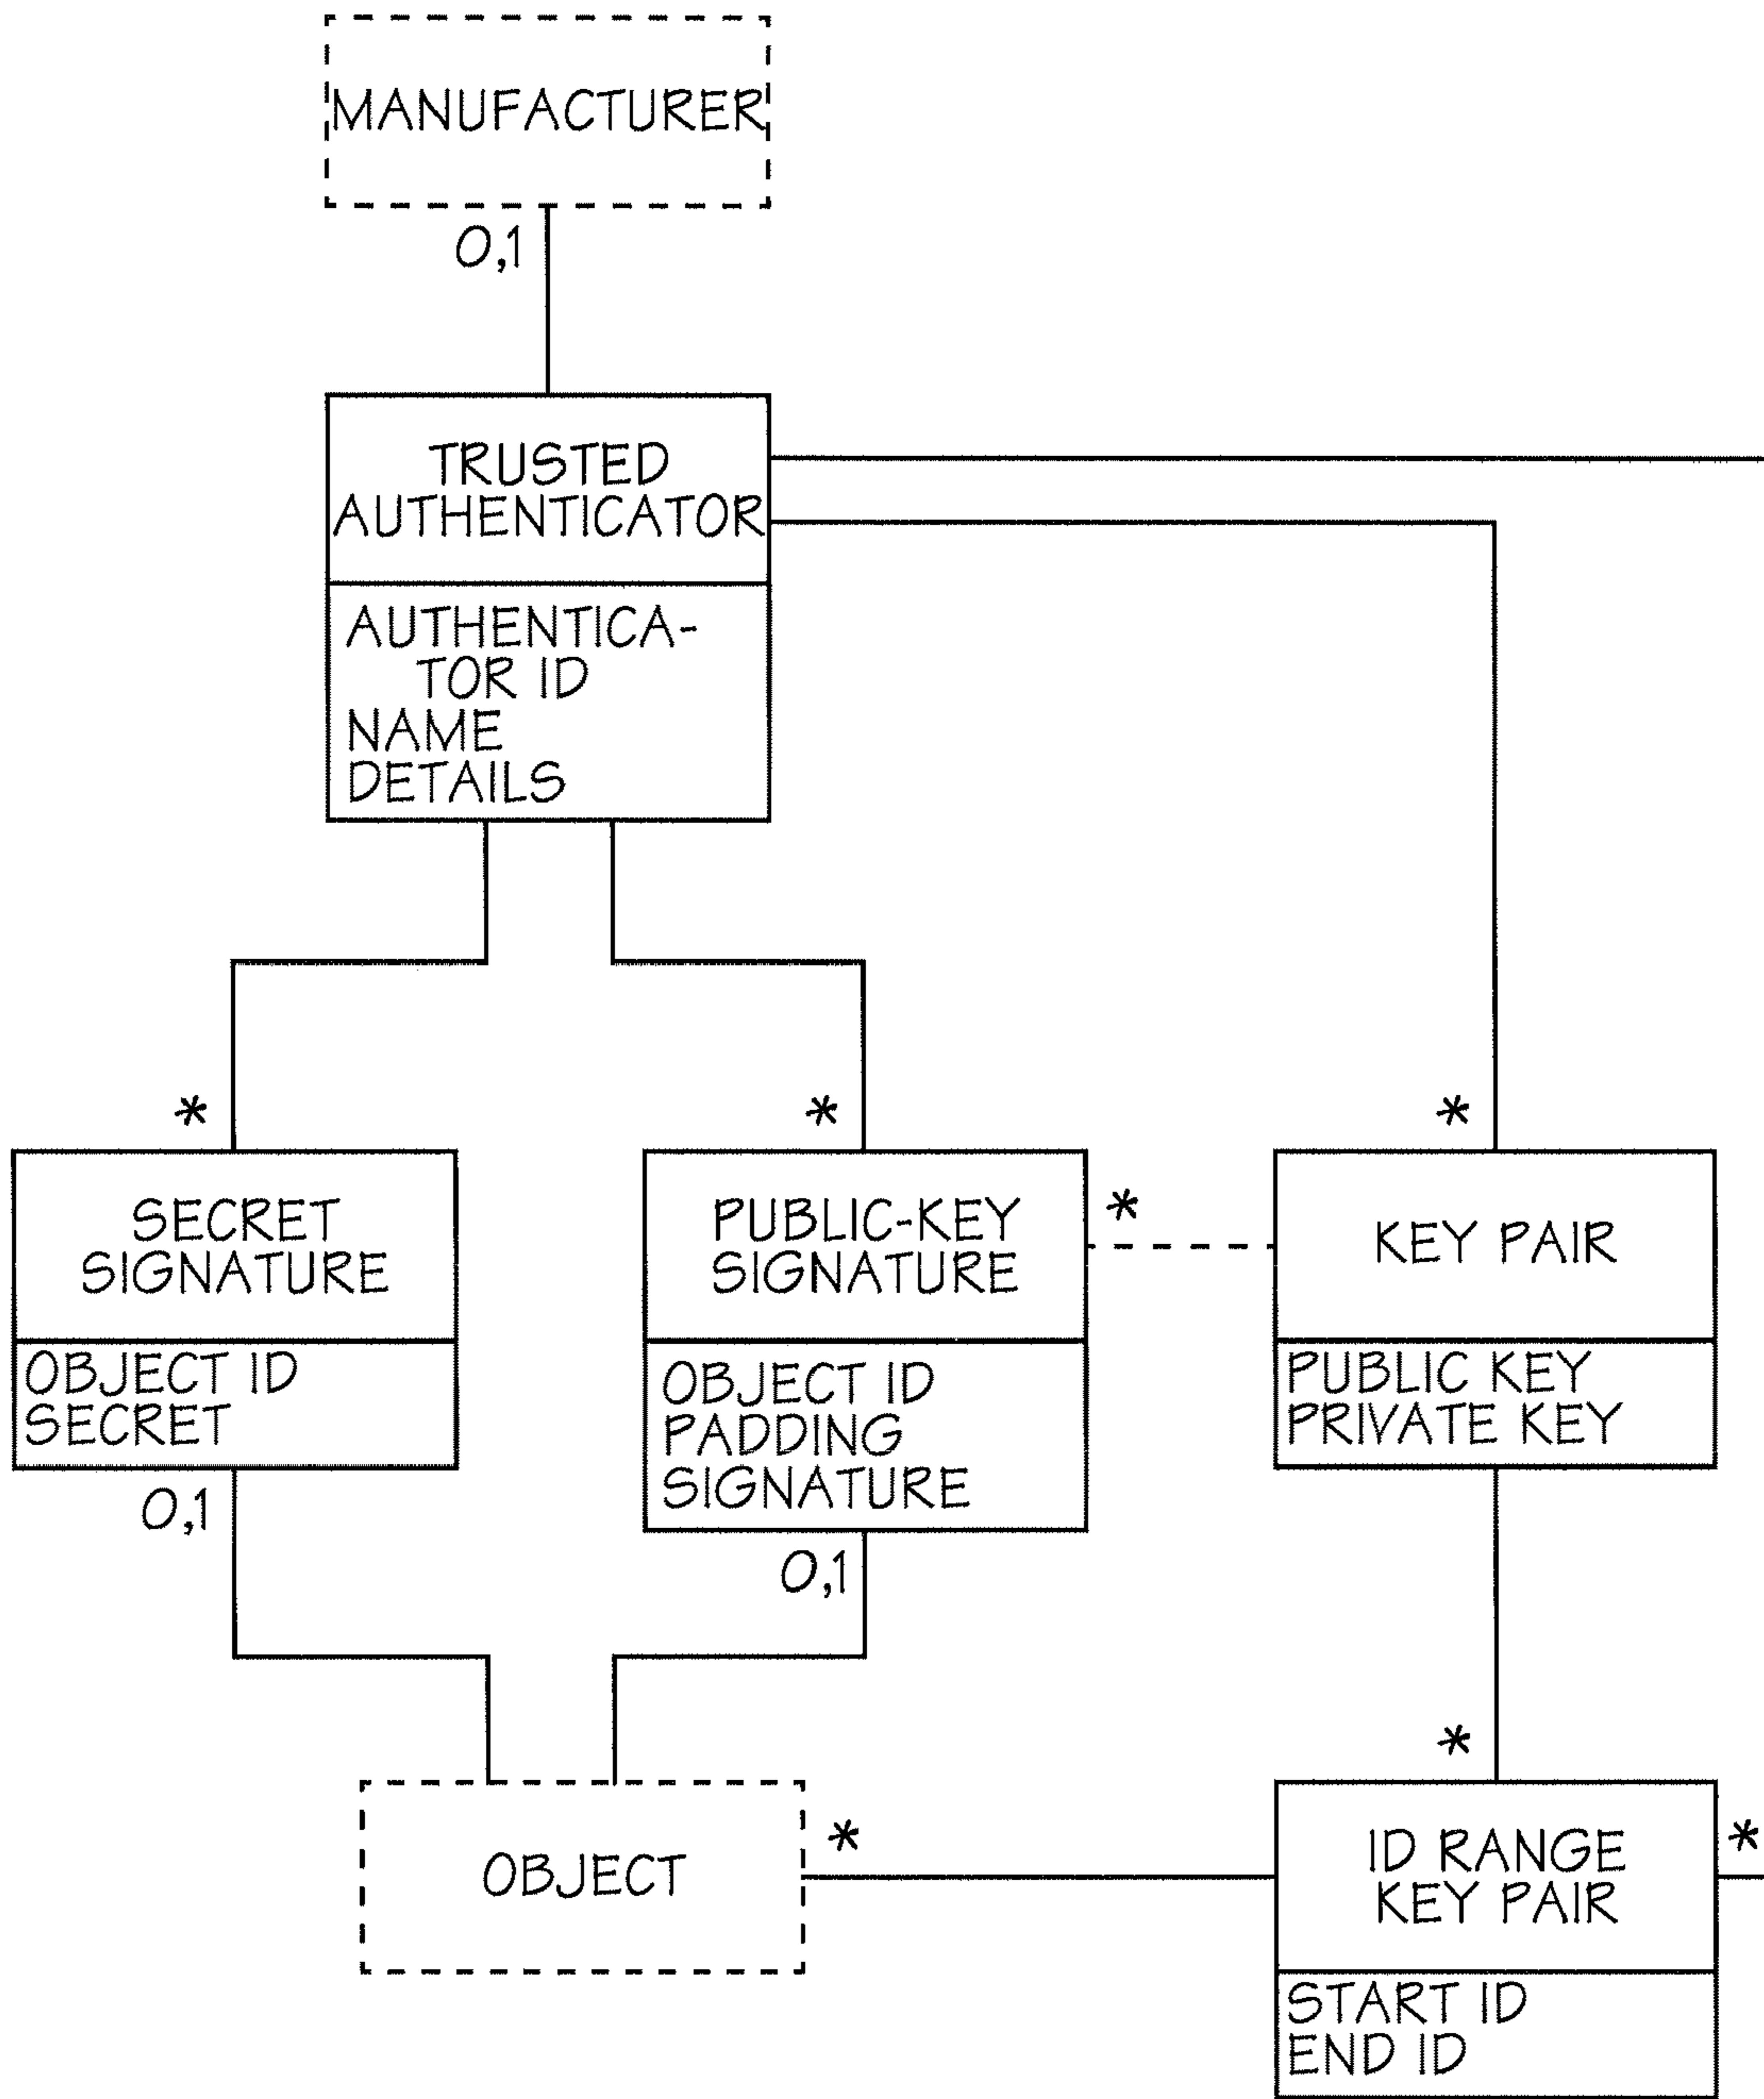 MANUFACTURER
0,1
TRUSTED
AUTHENTICATOR
AUTHENTICA-
TOR ID
NAME
DETAILS
*
*
*
SECRET
SIGNATURE
OBJECT ID
SECRET
0,1
PUBLIC-KEY
SIGNATURE
*
OBJECT ID
PADDING
SIGNATURE
0,1
KEY PAIR
PUBLIC KEY
PRIVATE KEY
*
OBJECT
*
ID RANGE
KEY PAIR
*
START ID
END ID